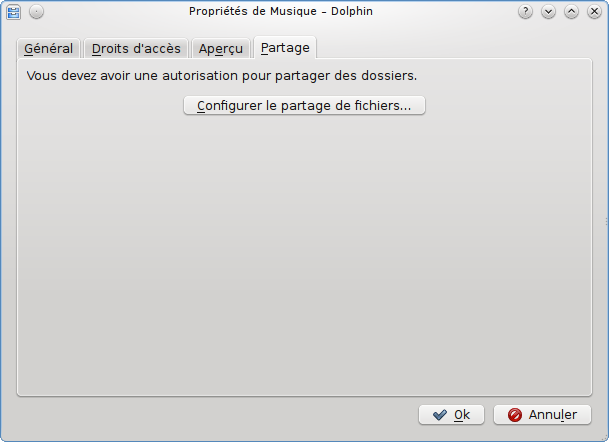 Propriétés de Musique – Dolphin
Général Droits d'accès Aperçu Partage
Vous devez avoir une autorisation pour partager des dossiers.
Configurer le partage de fichiers...
Ok Annuler